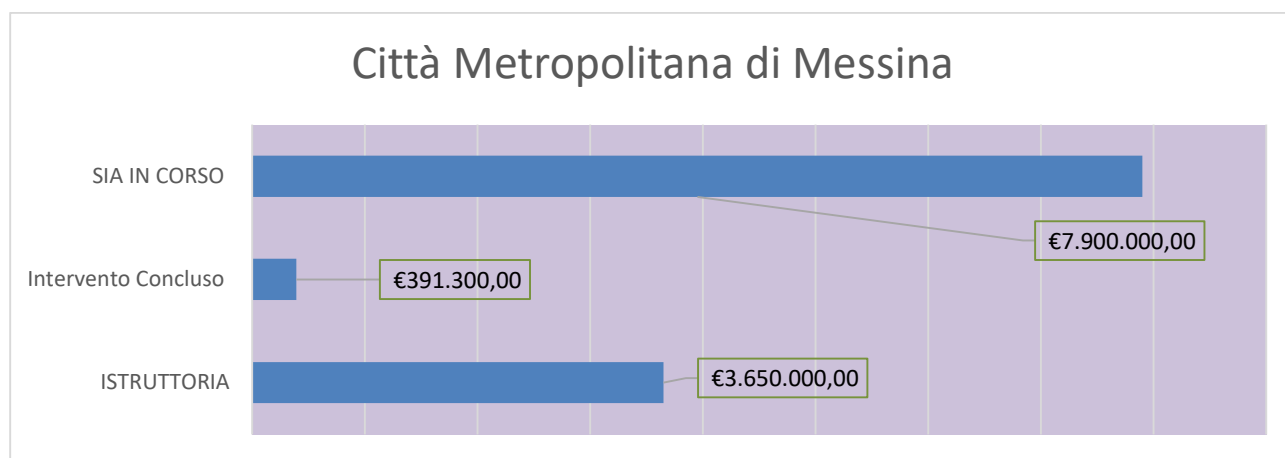 Città Metropolitana di Messina
SIA IN CORSO
€7.900.000,00
Intervento Concluso
€391.300,00
ISTRUTTORIA
€3.650.000,00